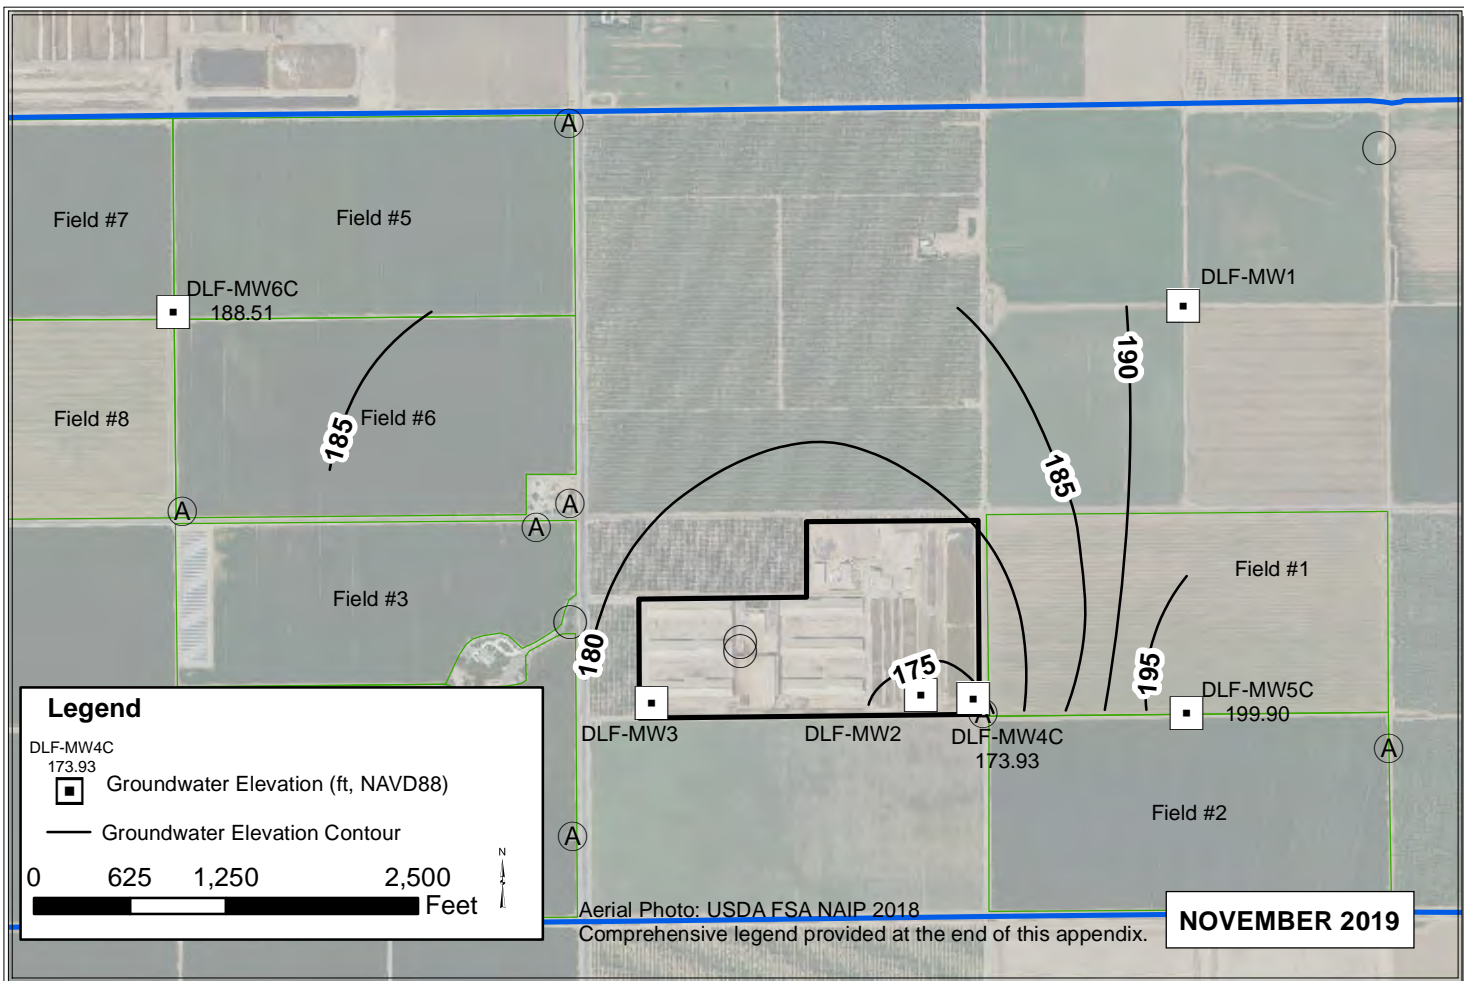 A
Field #7
Field #5
DLF-MW6C
188.51
DLF-MW1
190
185
Field #8
Field #6
185
A
A
A
Field #1
Field #3
180
175
195
DLF-MW5C
199.90
DLF-MW3
DLF-MW2
A
DLF-MW4C
173.93
A
Field #2
A
Legend
DLF-MW4C
173.93
Groundwater Elevation (ft, NAVD88)
Groundwater Elevation Contour
0 625 1,250 2,500
Feet
N
Aerial Photo: USDA FSA NAIP 2018
Comprehensive legend provided at the end of this appendix.
NOVEMBER 2019